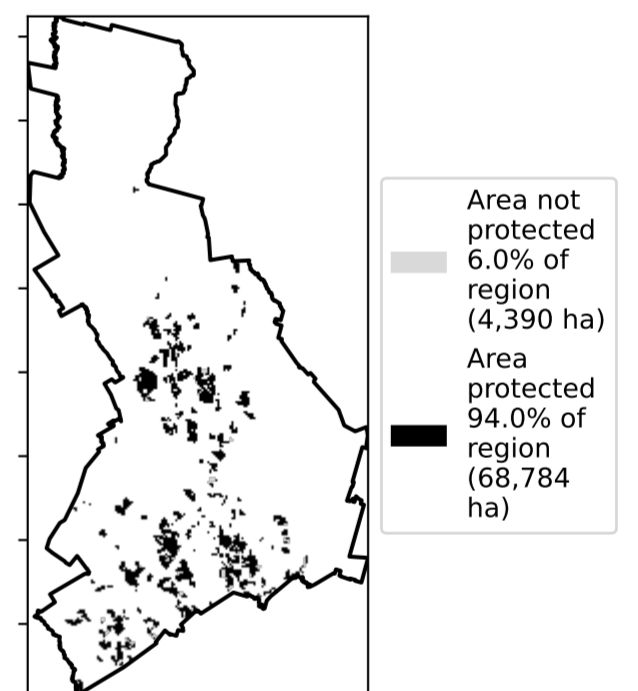 Area not
protected
6.0% of
region
(4,390 ha)
Area
protected
94.0% of
region
(68,784
ha)